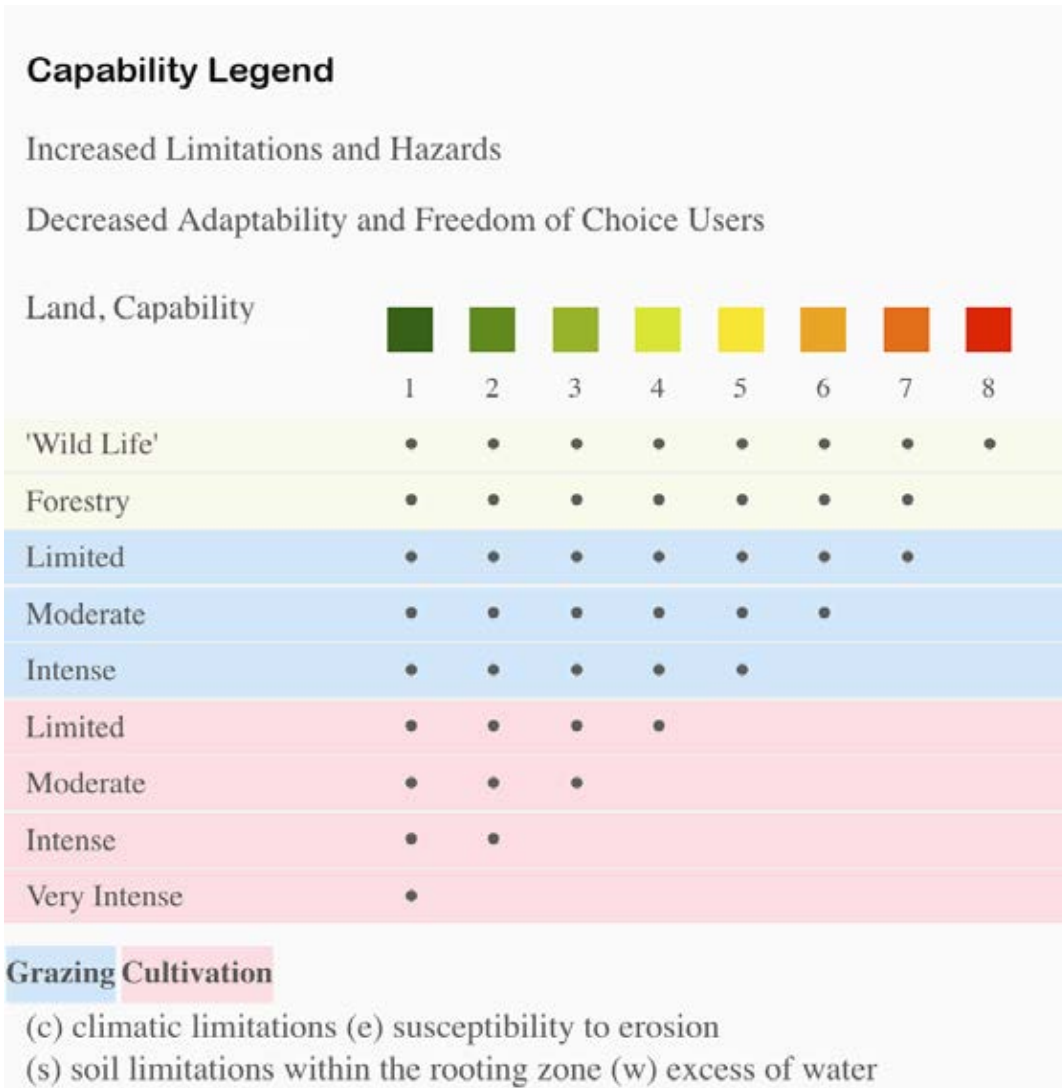 Capability Legend
Increased Limitations and Hazards
Decreased Adaptability and Freedom of Choice Users
Land, Capability
1 2 3 4 5 6 7 8
'Wild Life' • • • • • • • •
Forestry • • • • • • •
Limited • • • • • • •
Moderate • • • • • •
Intense • • • • •
Limited • • • •
Moderate • • •
Intense • •
Very Intense •
Grazing Cultivation
(c) climatic limitations (e) susceptibility to erosion
(s) soil limitations within the rooting zone (w) excess of water